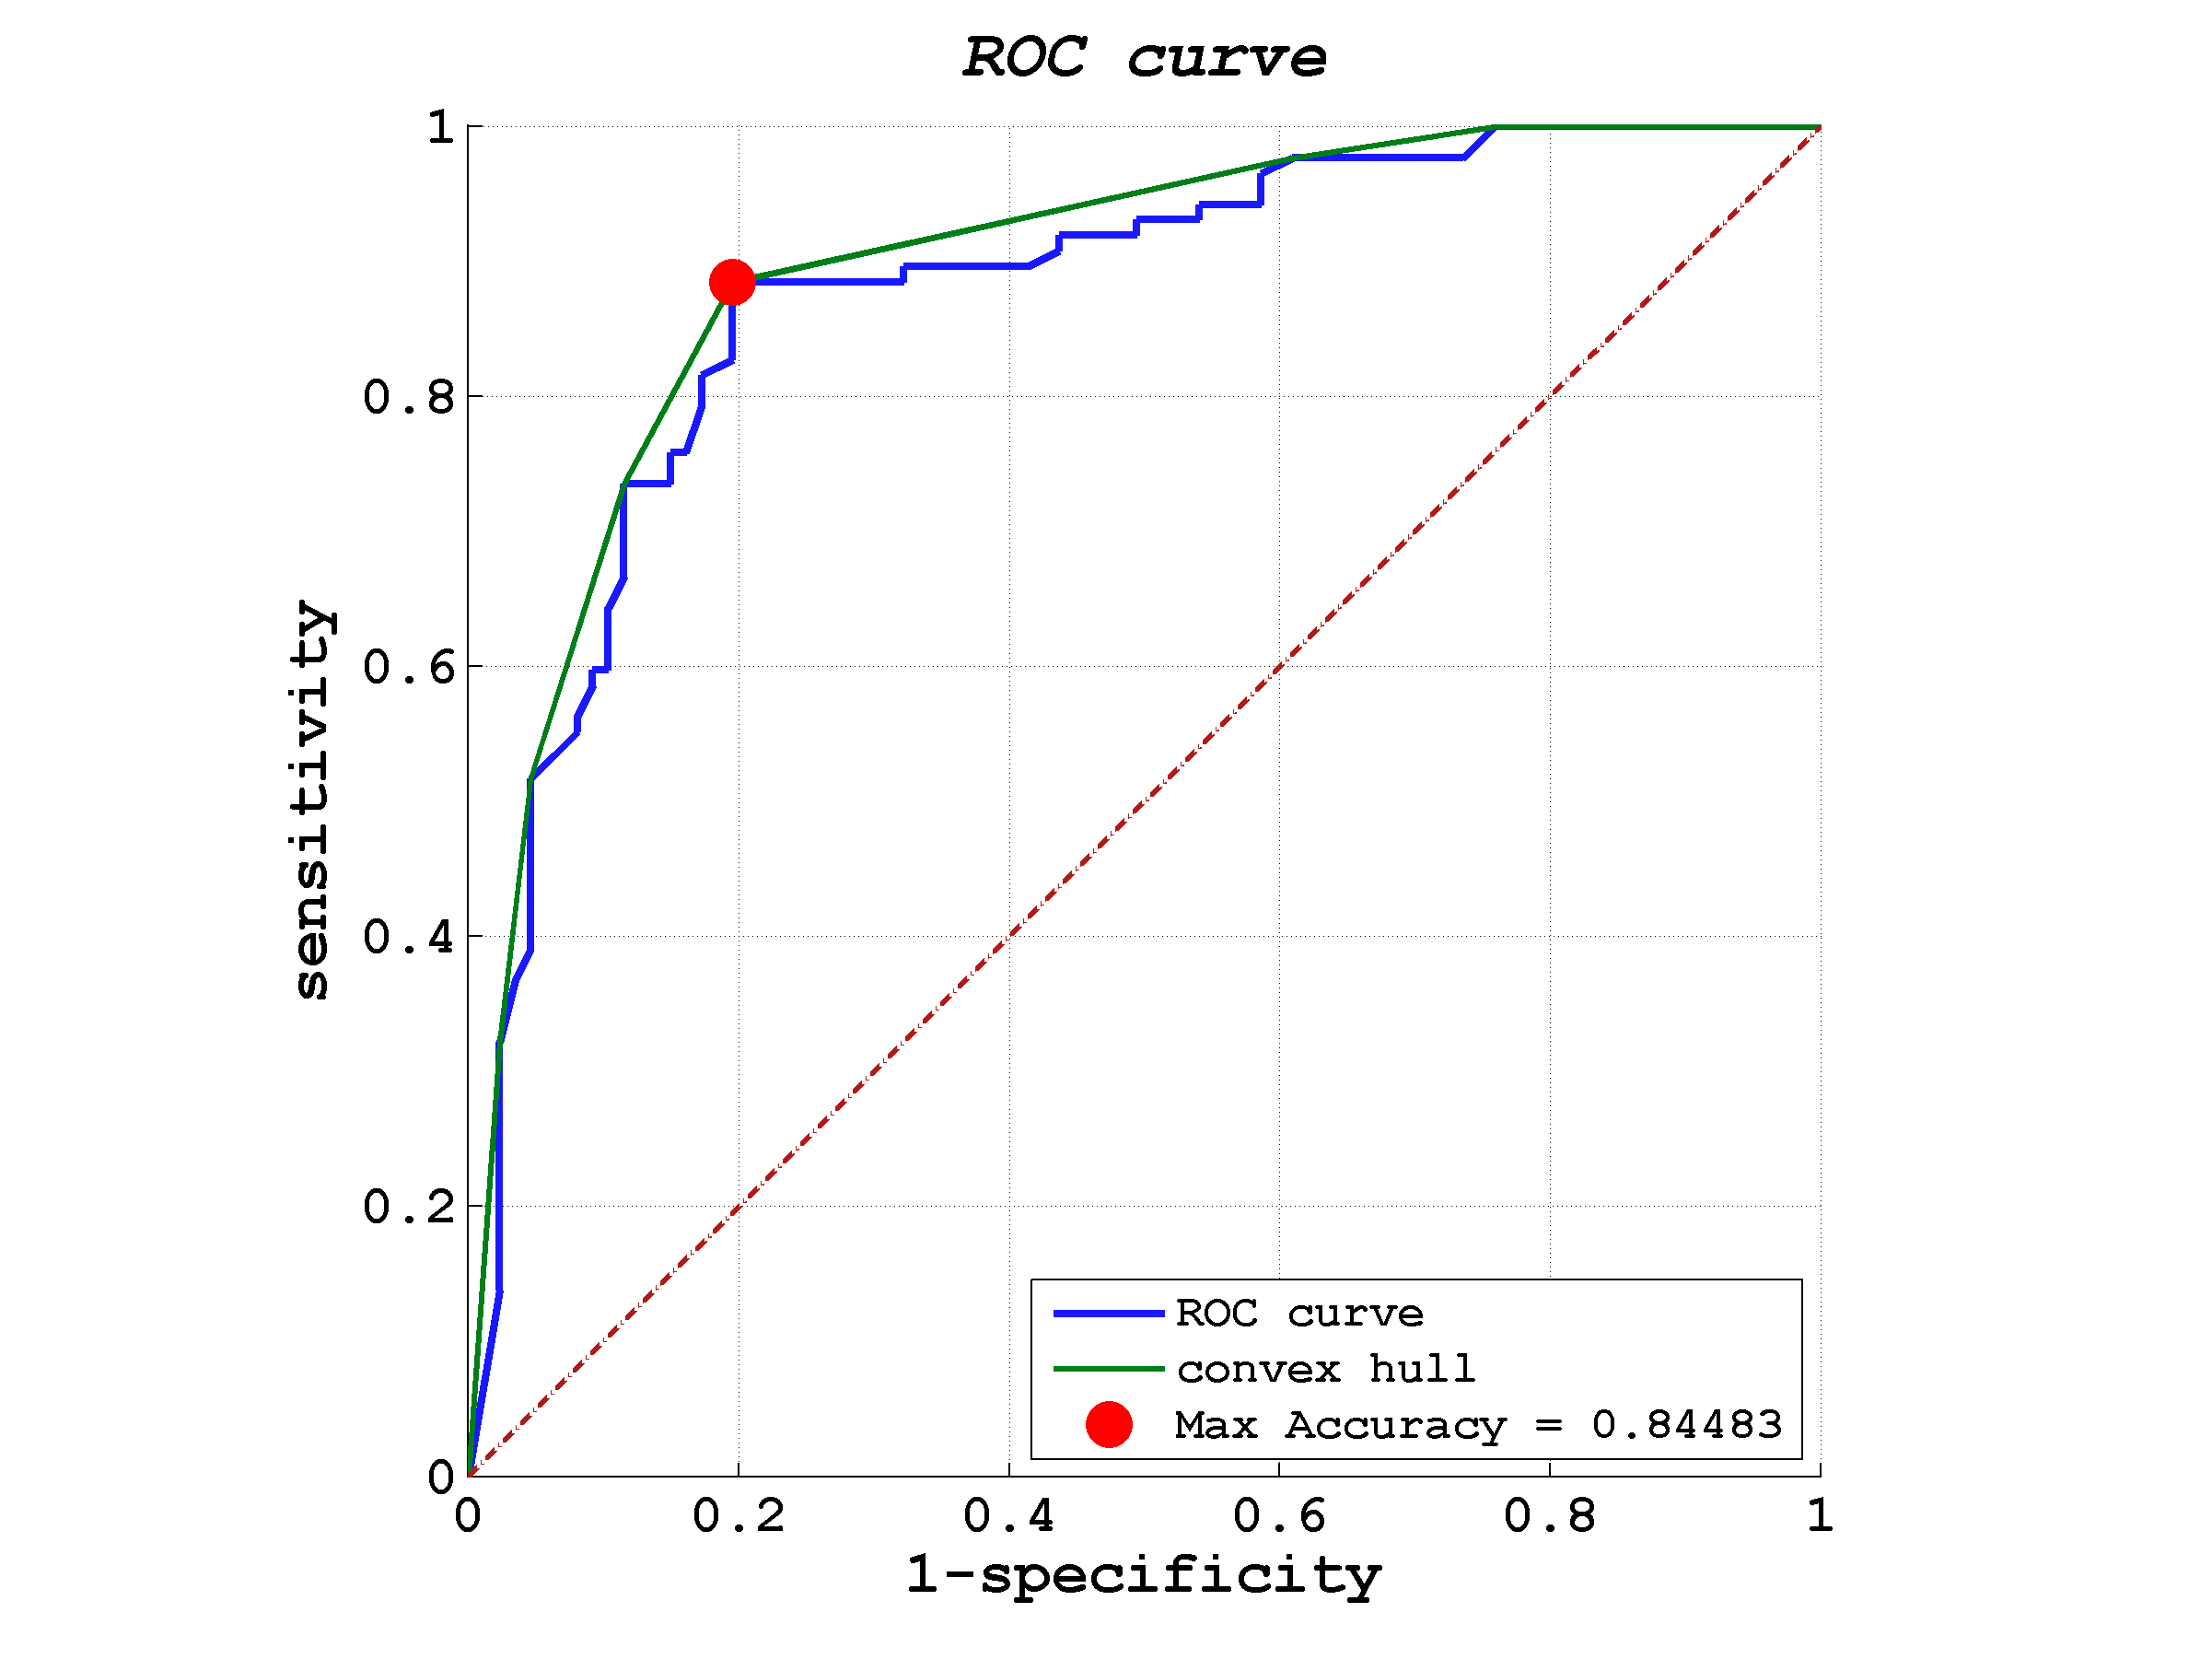 ROC curve
1
0.8
0.6
0.4
0.2
0
sensitivity
0 0.2 0.4 0.6 0.8 1
1-specificity
ROC curve
convex hull
Max Accuracy = 0.84483